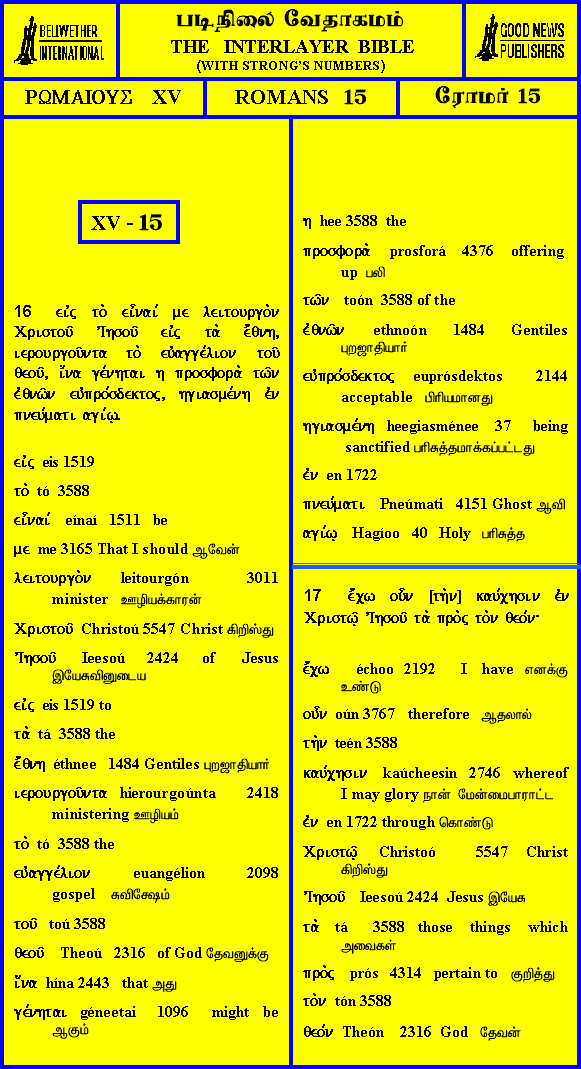 BELLWETHER
INTERNATIONAL
படிநிலை வேதாகமம்
THE INTERLAYER BIBLE
(WITH STRONG'S NUMBERS)
GOOD NEWS
PUBLISHERS
ΡΩΜΑΙΟΥΣ XV
ROMANS 15
ரோமர் 15
XV - 15
16 εἰς τὸ εἶναί με λειτουργὸν
Χριστοῦ Ἰησοῦ εἰς τὰ ἔθνη,
ιερουργοῦντα τὸ εὐαγγέλιον τοῦ
θεοῦ, ἵνα γένηται η προσφορὰ τῶν
ἐθνῶν εὐπρόσδεκτος, ηγιασμένη ἐν
πνεύματι αγίῳ.
εἰς eis 1519
τὸ tó 3588
εἶναί eínaí 1511 be
με me 3165 That I should ஆவேன்
λειτουργὸν leitourgón 3011
minister ஊழியக்காரன்
Χριστοῦ Christoú 5547 Christ கிறிஸ்து
Ἰησοῦ Ieesoú 2424 of Jesus
இயேசுவினுடைய
εἰς eis 1519 to
τὰ tá 3588 the
ἔθνη éthnee 1484 Gentiles புறஜாதியார்
ιερουργοῦντα hierourgoúnta 2418
ministering ஊழியம்
τὸ tó 3588 the
εὐαγγέλιον euangélion 2098
gospel சுவிசேஷம்
τοῦ toú 3588
θεοῦ Theoú 2316 of God தேவனுக்கு
ἵνα hína 2443 that அது
γένηται géneetai 1096 might be
ஆகும்
η hee 3588 the
προσφορὰ prosforá 4376 offering
up பலி
τῶν toón 3588 of the
ἐθνῶν ethnoón 1484 Gentiles
புறஜாதியார்
εὐπρόσδεκτος euprósdektos 2144
acceptable பிரியமானது
ηγιασμένη heegiasménee 37 being
sanctified பரிசுத்தமாக்கப்பட்டது
ἐν en 1722
πνεύματι Pneúmati 4151 Ghost ஆவி
αγίῳ Hagíoo 40 Holy பரிசுத்த
17 ἔχω οὖν [τὴν] καύχησιν ἐν
Χριστῷ Ἰησοῦ τὰ πρὸς τὸν θεόν·
ἔχω échoo 2192 I have எனக்கு
உண்டு
οὖν oún 3767 therefore ஆதலால்
τὴν teén 3588
καύχησιν kaúcheesin 2746 whereof
I may glory நான் மேன்மைபாராட்ட
ἐν en 1722 through கொண்டு
Χριστῷ Christoó 5547 Christ
கிறிஸ்து
Ἰησοῦ Ieesoú 2424 Jesus இயேசு
τὰ tá 3588 those things which
அவைகள்
πρὸς prós 4314 pertain to குறித்து
τὸν tón 3588
θεόν Theón 2316 God தேவன்